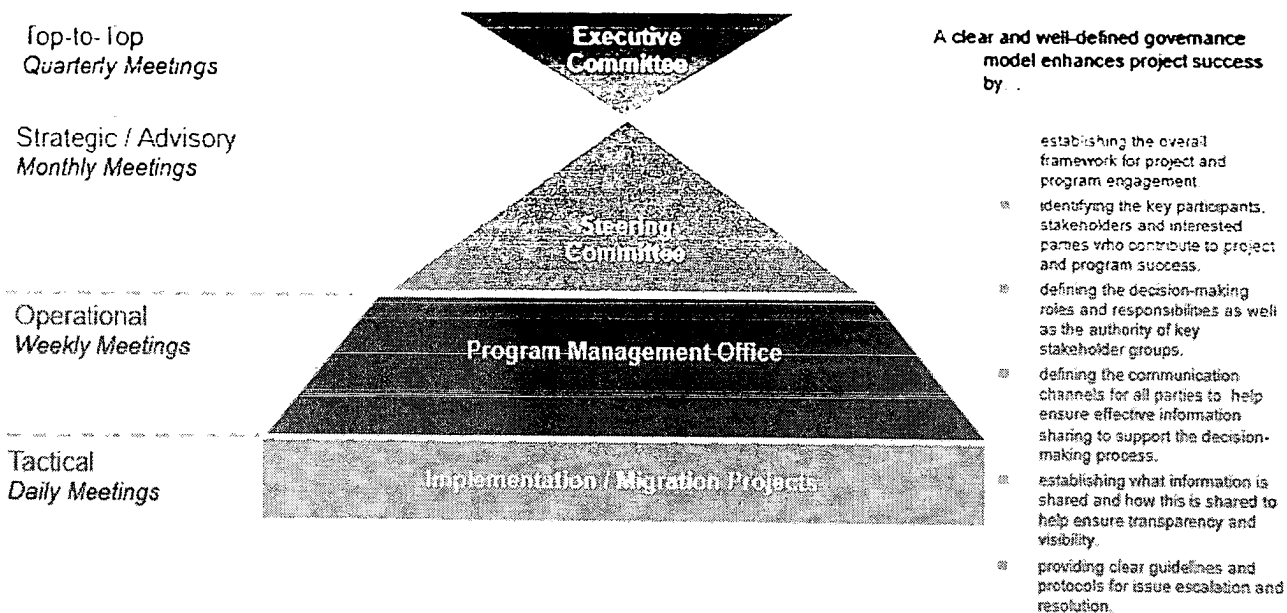 Top-to-Top
Quarterly Meetings
Executive
Committee
Strategic / Advisory
Monthly Meetings
Steering
Committee
Operational
Weekly Meetings
Program Management Office
Tactical
Daily Meetings
Implementation / Migration Projects
A clear and well-defined governance
model enhances project success
by. .
establishing the overall
framework for project and
program engagement.
identifying the key participants,
stakeholders and interested
parties who contribute to project
and program success.
defining the decision-making
roles and responsibilities as well
as the authority of key
stakeholder groups.
defining the communication
channels for all parties to help
ensure effective information
sharing to support the decision-
making process.
establishing what information is
shared and how this is shared to
help ensure transparency and
visibility.
providing clear guidelines and
protocols for issue escalation and
resolution.